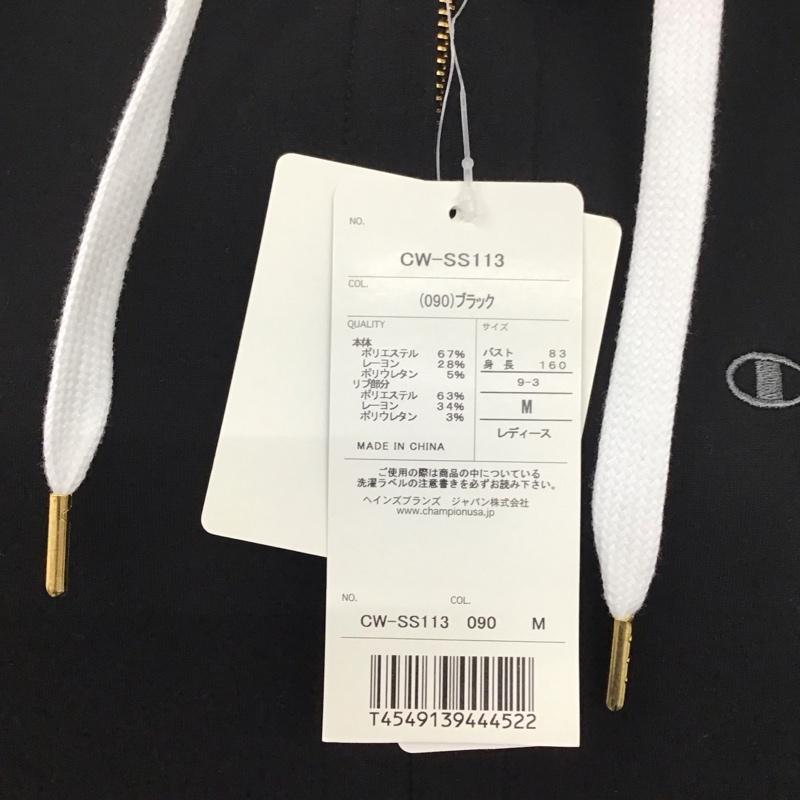 NO.
CW-SS113
COL.
(090)ブラック
QUALITY
本体
ポリエステル 67%
レーヨン 28%
ポリウレタン 5%
リブ部分
ポリエステル 63%
レーヨン 34%
ポリウレタン 3%
MADE IN CHINA
サイズ
バスト 83
身長 160
9-3
M
レディース
ご使用の際は商品の中についている
洗濯ラベルの注意書きを必ずお読み下さい。
ヘインズブランズ ジャパン株式会社
www.championusa.jp
NO. COL.
CW-SS113 090 M
T4549139444522